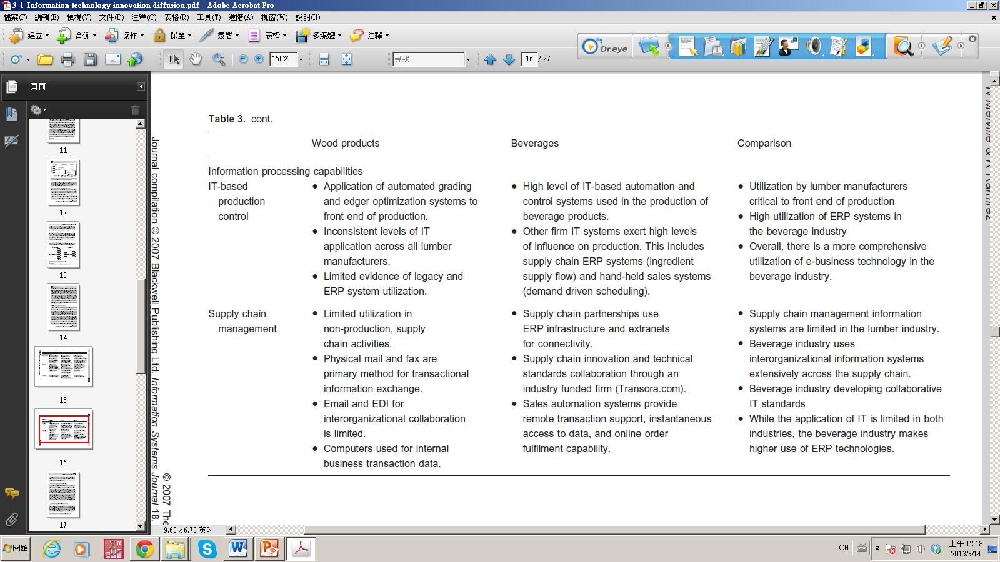 3-1-Information technology innovation diffusion.pdf - Adobe Acrobat Pro
檔案(F) 編輯(E) 檢視(V) 文件(D) 注釋(C) 表格(R) 工具(T) 進階(A) 視窗(W) 說明(H)
建立 合併 協作 保全 簽署 表格 多媒體 注釋
Dr.eye
150% 尋找 16 / 27
頁面
11
12
13
14
15
16
17
Journal compilation © 2007 Blackwell Publishing Ltd, Information Systems Journal 18,
© 2007 The
N Melville & R Ramirez
Table 3. cont.
Wood products Beverages Comparison
Information processing capabilities
IT-based
production
control
• Application of automated grading
and edger optimization systems to
front end of production.
• Inconsistent levels of IT
application across all lumber
manufacturers.
• Limited evidence of legacy and
ERP system utilization.
• High level of IT-based automation and
control systems used in the production of
beverage products.
• Other firm IT systems exert high levels
of influence on production. This includes
supply chain ERP systems (ingredient
supply flow) and hand-held sales systems
(demand driven scheduling).
• Utilization by lumber manufacturers
critical to front end of production
• High utilization of ERP systems in
the beverage industry
• Overall, there is a more comprehensive
utilization of e-business technology in the
beverage industry.
Supply chain
management
• Limited utilization in
non-production, supply
chain activities.
• Physical mail and fax are
primary method for transactional
information exchange.
• Email and EDI for
interorganizational collaboration
is limited.
• Computers used for internal
business transaction data.
• Supply chain partnerships use
ERP infrastructure and extranets
for connectivity.
• Supply chain innovation and technical
standards collaboration through an
industry funded firm (Transora.com).
• Sales automation systems provide
remote transaction support, instantaneous
access to data, and online order
fulfilment capability.
• Supply chain management information
systems are limited in the lumber industry.
• Beverage industry uses
interorganizational information systems
extensively across the supply chain.
• Beverage industry developing collaborative
IT standards
• While the application of IT is limited in both
industries, the beverage industry makes
higher use of ERP technologies.
9.68 x 6.73 英吋
開始
CH
上午 12:18
2013/3/14